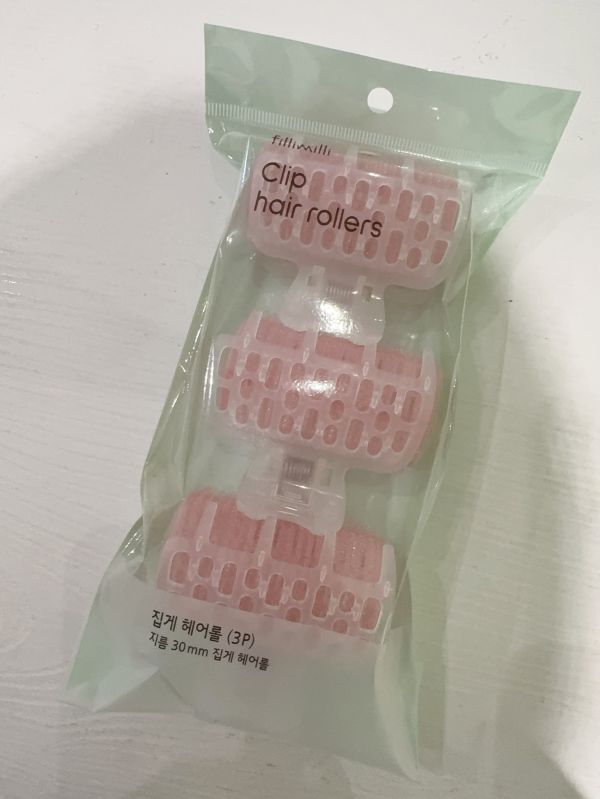 fillimilli
Clip
hair rollers
집게 헤어롤 (3P)
지름 30mm 집게 헤어롤